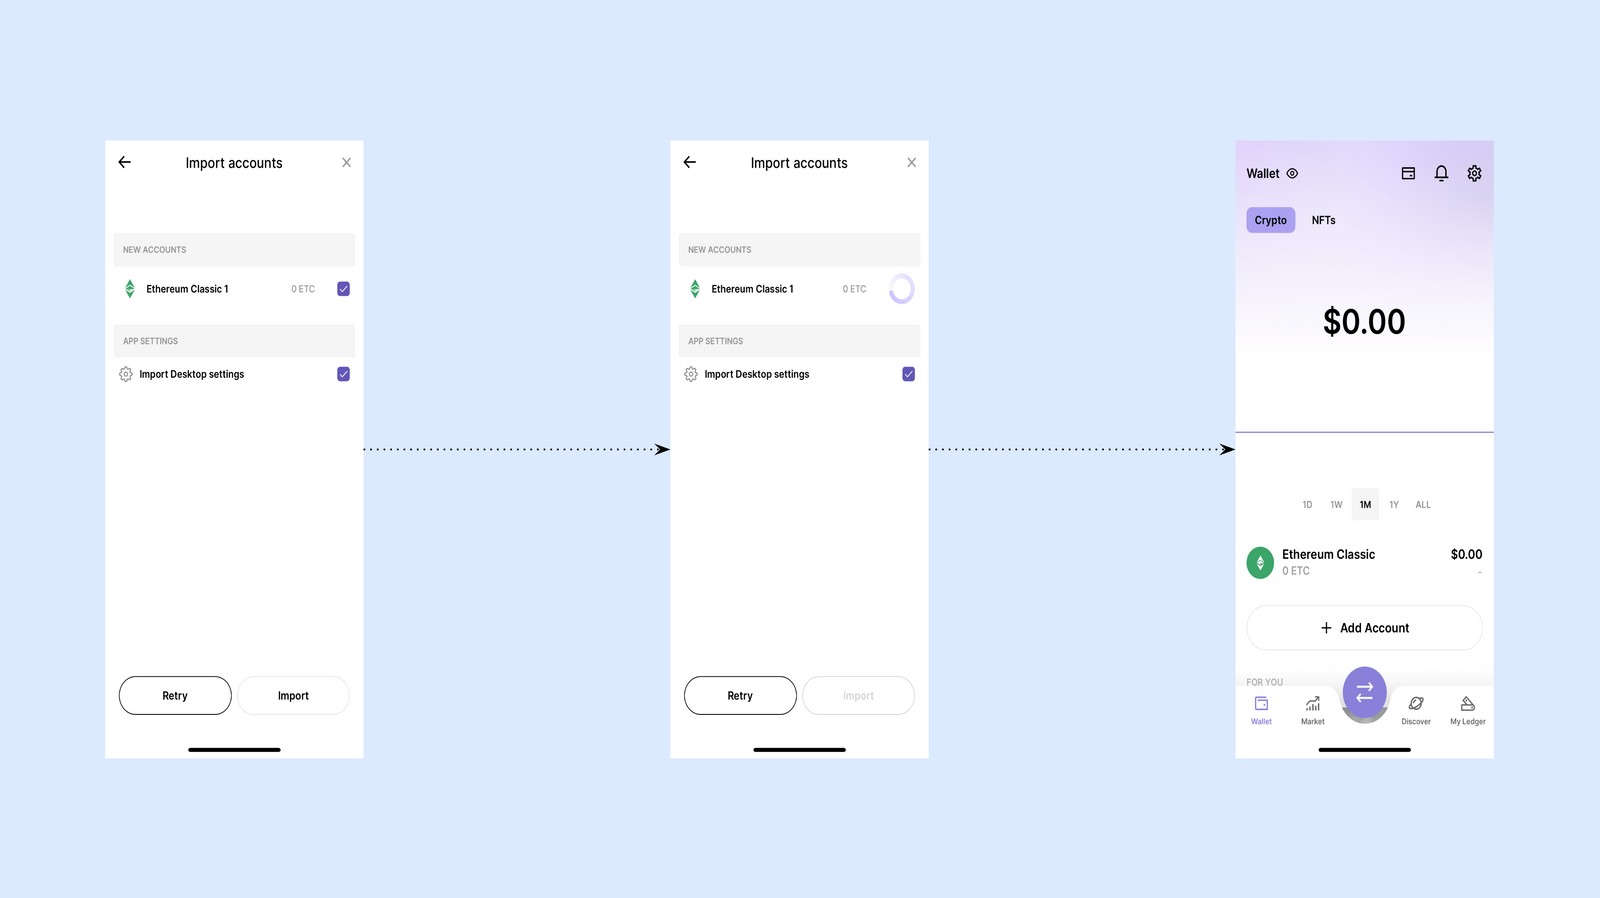 Import accounts
NEW ACCOUNTS
Ethereum Classic 1 0 ETC
APP SETTINGS
Import Desktop settings
Retry Import
Import accounts
NEW ACCOUNTS
Ethereum Classic 1 0 ETC
APP SETTINGS
Import Desktop settings
Retry Import
Wallet
Crypto NFTs
$0.00
1D 1W 1M 1Y ALL
Ethereum Classic $0.00
0 ETC –
+ Add Account
FOR YOU
Wallet Market Discover My Ledger